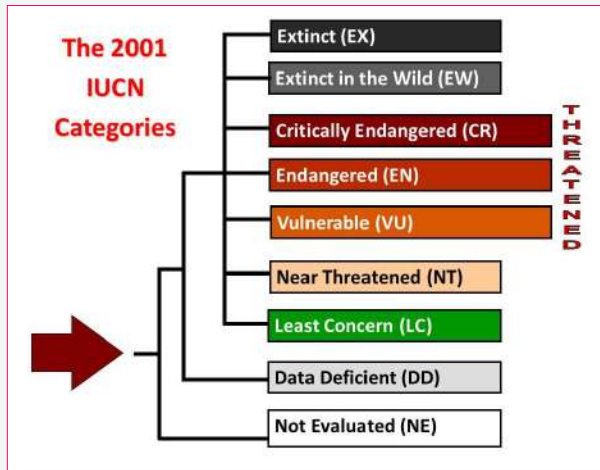 The 2001
IUCN
Categories
Extinct (EX)
Extinct in the Wild (EW)
Critically Endangered (CR)
Endangered (EN)
Vulnerable (VU)
Near Threatened (NT)
Least Concern (LC)
Data Deficient (DD)
Not Evaluated (NE)
THREATENED